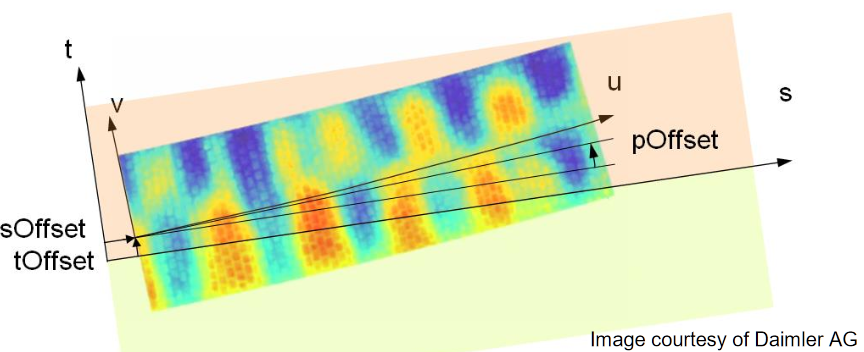 t
v
u
s
pOffset
sOffset
tOffset
Image courtesy of Daimler AG